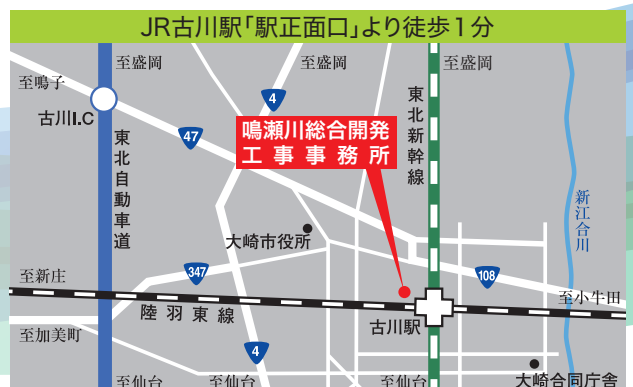 JR古川駅「駅正面口」より徒歩1分
至盛岡
至盛岡
至盛岡
至鳴子
4
古川I.C
47
鳴瀬川総合開発
工事事務所
東北自動車道
東北新幹線
新江合川
大崎市役所
347
108
至新庄
至小牛田
陸羽東線
古川駅
至加美町
4
至仙台
至仙台
至仙台
大崎合同庁舎